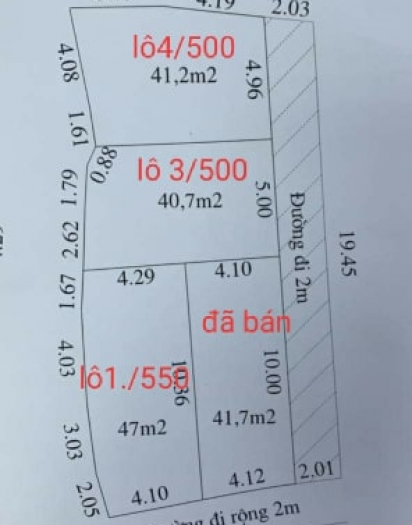 4.19
2.03
lô4/500
4.08
41,2m2
4.96
1.61
0.88
lô 3/500
1.79
40,7m2
5.00
Đường đi 2m
19.45
2.62
1.67
4.29
4.10
đã bán
4.03
lô1./550
10.36
10.00
3.03
47m2
41,7m2
2.05
4.10
4.12
2.01
đi rộng 2m